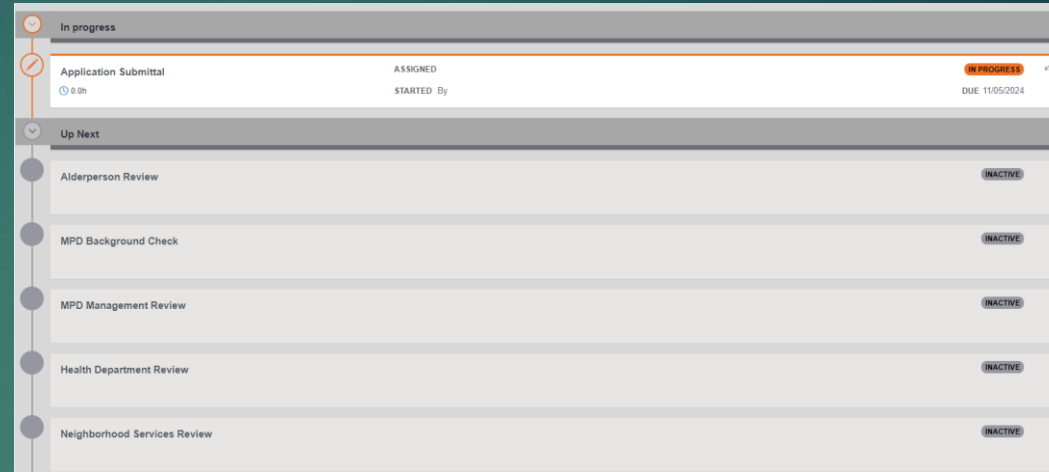 In progress
Application Submittal ASSIGNED IN PROGRESS
0.0h STARTED By DUE 11/05/2024
Up Next
Alderperson Review INACTIVE
MPD Background Check INACTIVE
MPD Management Review INACTIVE
Health Department Review INACTIVE
Neighborhood Services Review INACTIVE